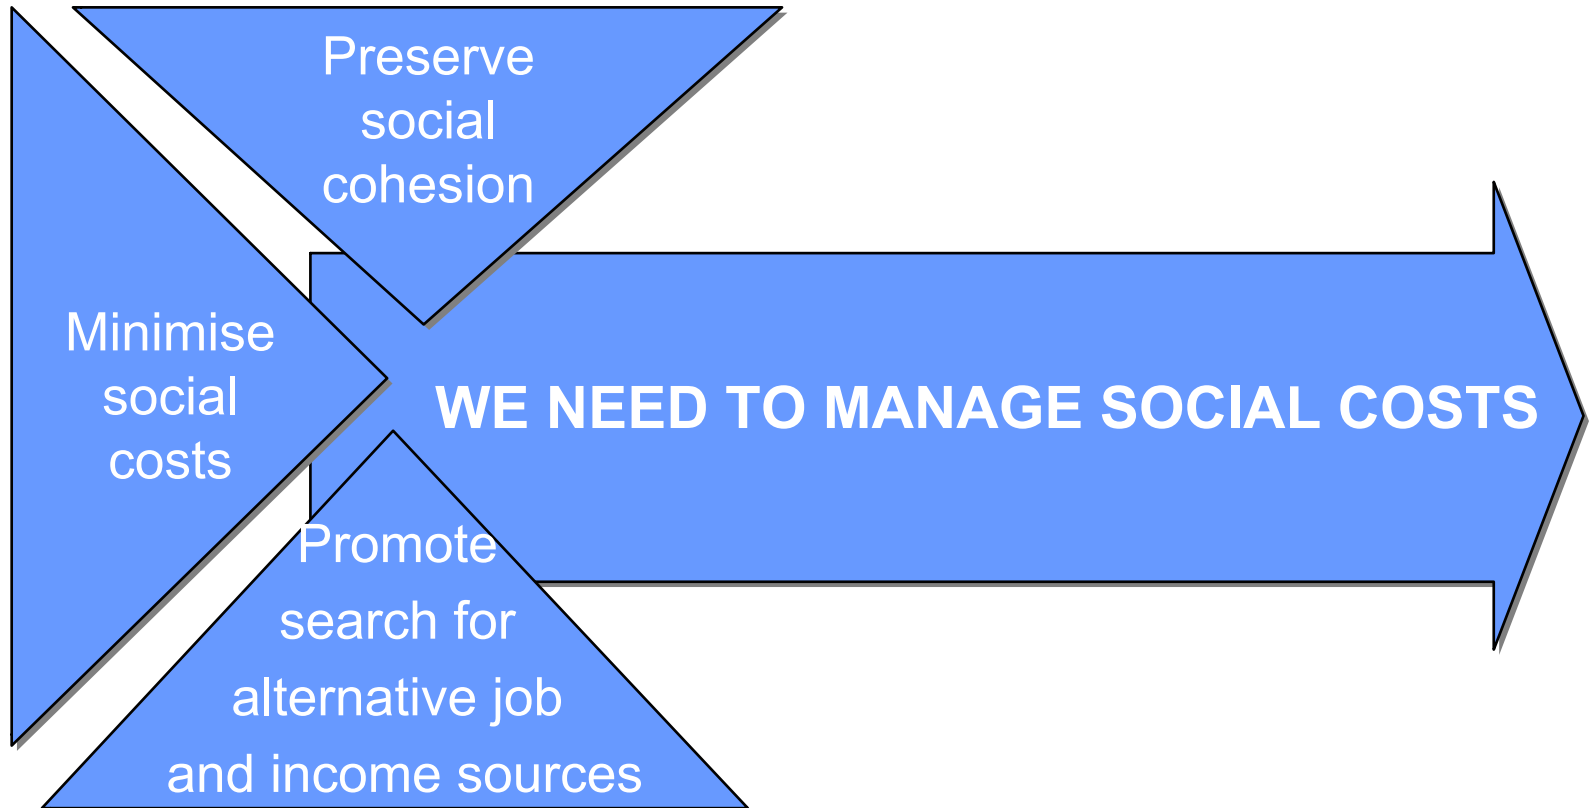 Preserve
social
cohesion
Minimise
social
costs
WE NEED TO MANAGE SOCIAL COSTS
Promote
search for
alternative job
and income sources